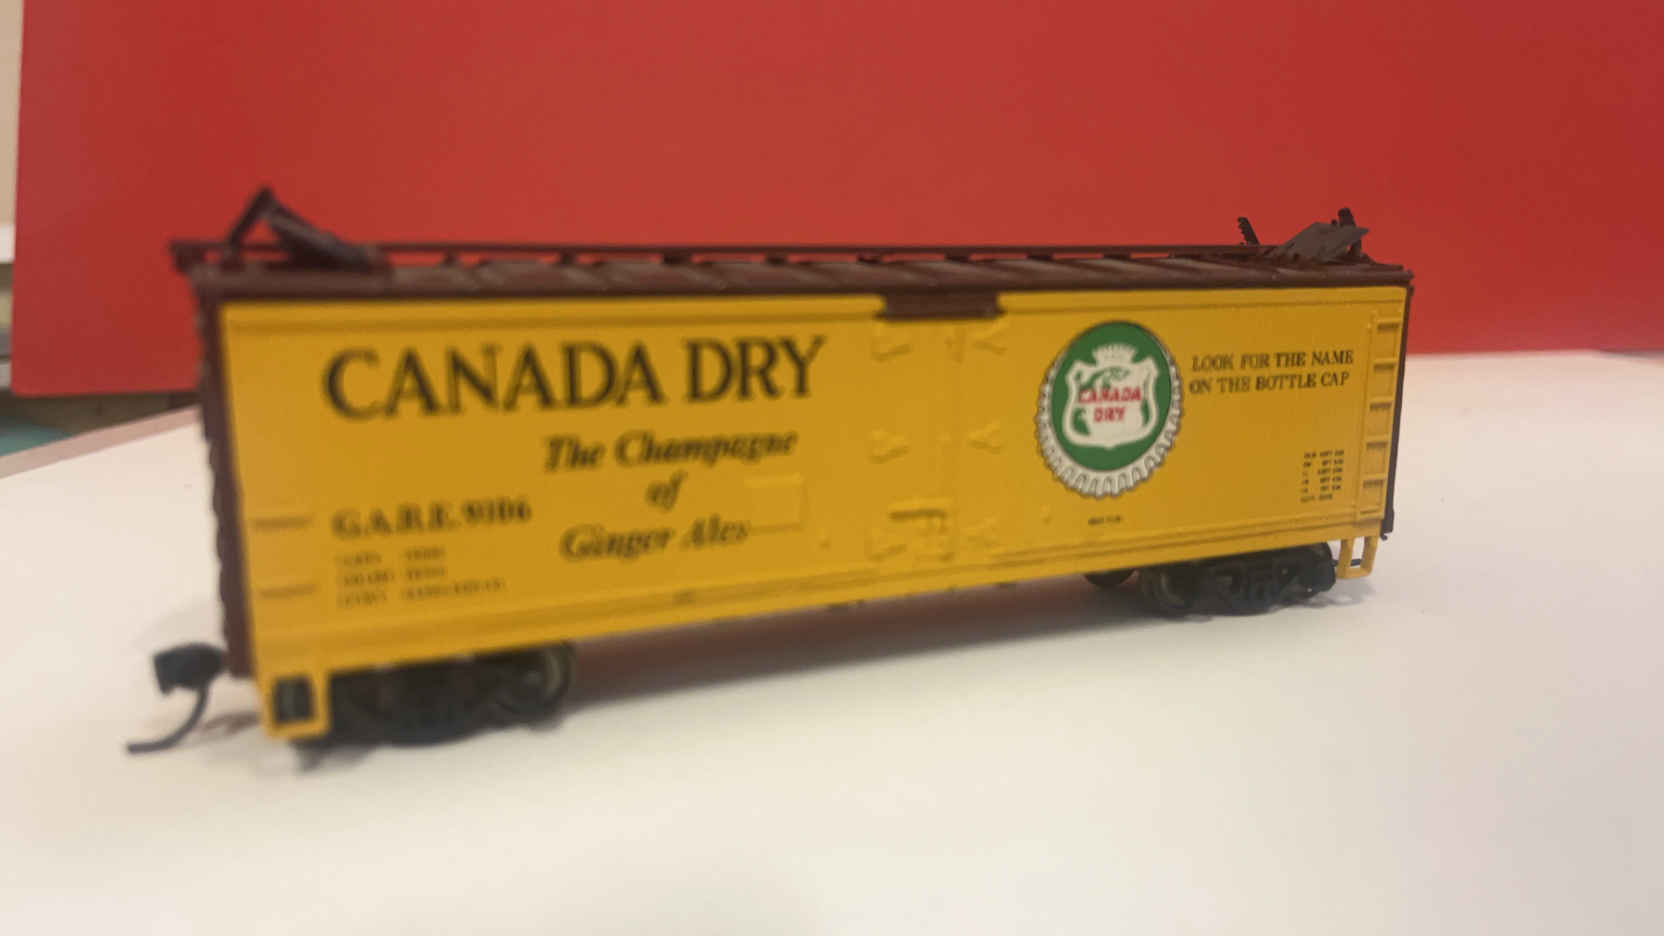 CANADA DRY
The Champagne
of
Ginger Ales
G.A.R.E. 9106
CANADA
DRY
LOOK FOR THE NAME
ON THE BOTTLE CAP